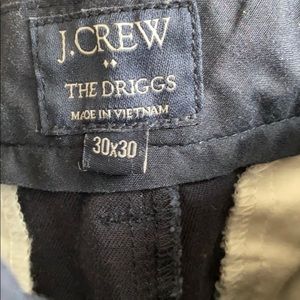 J.CREW
THE DRIGGS
MADE IN VIETNAM
30x30